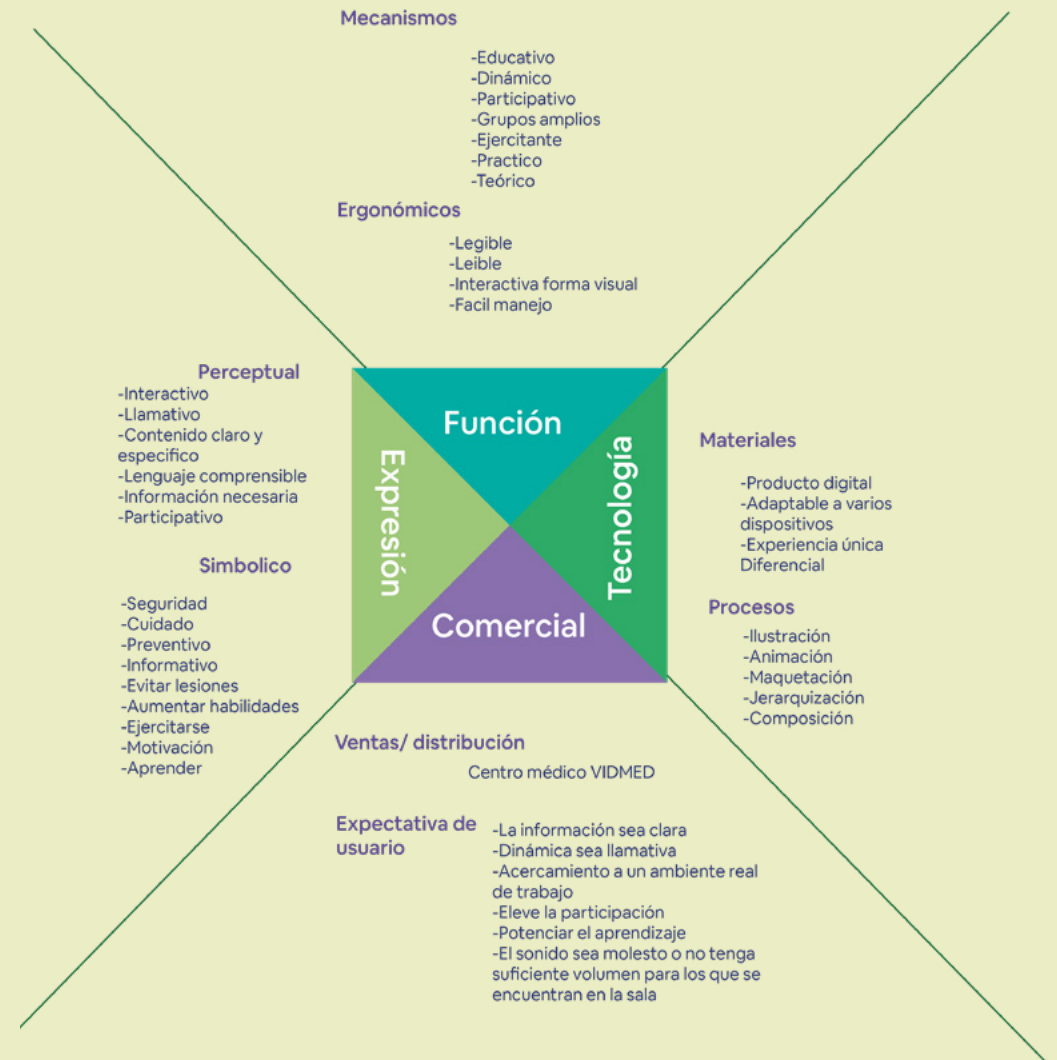 Mecanismos
-Educativo
-Dinámico
-Participativo
-Grupos amplios
-Ejercitante
-Practico
-Teórico
Ergonómicos
-Legible
-Leible
-Interactiva forma visual
-Facil manejo
Perceptual
-Interactivo
-Llamativo
-Contenido claro y
especifico
-Lenguaje comprensible
-Información necesaria
-Participativo
Simbolico
-Seguridad
-Cuidado
-Preventivo
-Informativo
-Evitar lesiones
-Aumentar habilidades
-Ejercitarse
-Motivación
-Aprender
Función
Expresión
Tecnología
Comercial
Materiales
-Producto digital
-Adaptable a varios
dispositivos
-Experiencia única
Diferencial
Procesos
-Ilustración
-Animación
-Maquetación
-Jerarquización
-Composición
Ventas/ distribución
Centro médico VIDMED
Expectativa de
usuario
-La información sea clara
-Dinámica sea llamativa
-Acercamiento a un ambiente real
de trabajo
-Eleve la participación
-Potenciar el aprendizaje
-El sonido sea molesto o no tenga
suficiente volumen para los que se
encuentran en la sala